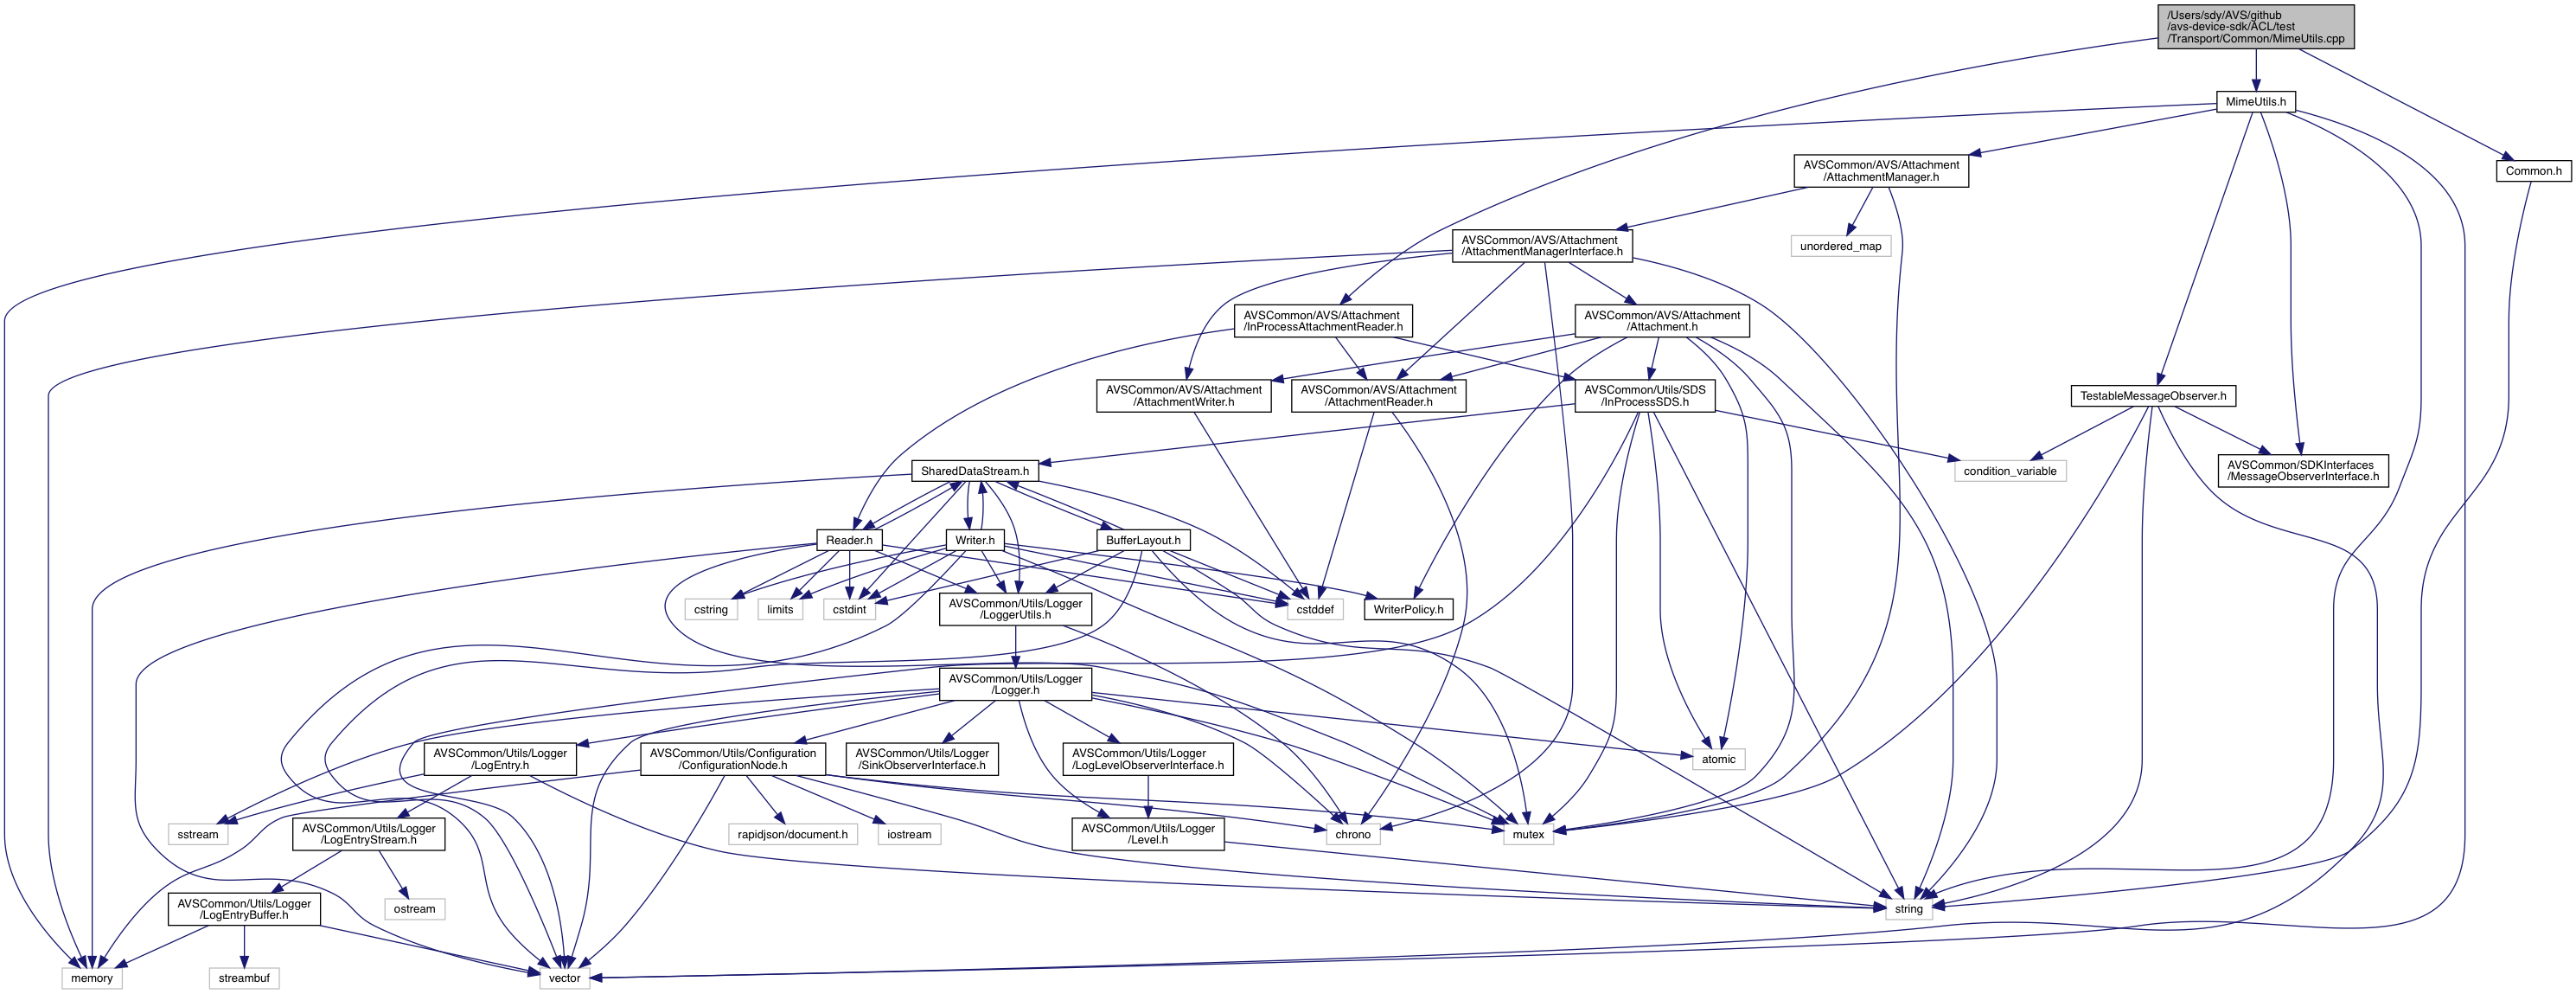 /Users/sdy/AVS/github
/avs-device-sdk/ACL/test
/Transport/Common/MimeUtils.cpp
MimeUtils.h
AVSCommon/AVS/Attachment
/AttachmentManager.h
Common.h
AVSCommon/AVS/Attachment
/AttachmentManagerInterface.h
unordered_map
AVSCommon/AVS/Attachment
/InProcessAttachmentReader.h
AVSCommon/AVS/Attachment
/Attachment.h
AVSCommon/AVS/Attachment
/AttachmentWriter.h
AVSCommon/AVS/Attachment
/AttachmentReader.h
AVSCommon/Utils/SDS
/InProcessSDS.h
TestableMessageObserver.h
SharedDataStream.h
condition_variable
AVSCommon/SDKInterfaces
/MessageObserverInterface.h
Reader.h
Writer.h
BufferLayout.h
cstring
limits
cstdint
AVSCommon/Utils/Logger
/LoggerUtils.h
cstddef
WriterPolicy.h
AVSCommon/Utils/Logger
/Logger.h
AVSCommon/Utils/Logger
/LogEntry.h
AVSCommon/Utils/Configuration
/ConfigurationNode.h
AVSCommon/Utils/Logger
/SinkObserverInterface.h
AVSCommon/Utils/Logger
/LogLevelObserverInterface.h
atomic
sstream
AVSCommon/Utils/Logger
/LogEntryStream.h
rapidjson/document.h
iostream
AVSCommon/Utils/Logger
/Level.h
chrono
mutex
AVSCommon/Utils/Logger
/LogEntryBuffer.h
ostream
string
memory
streambuf
vector